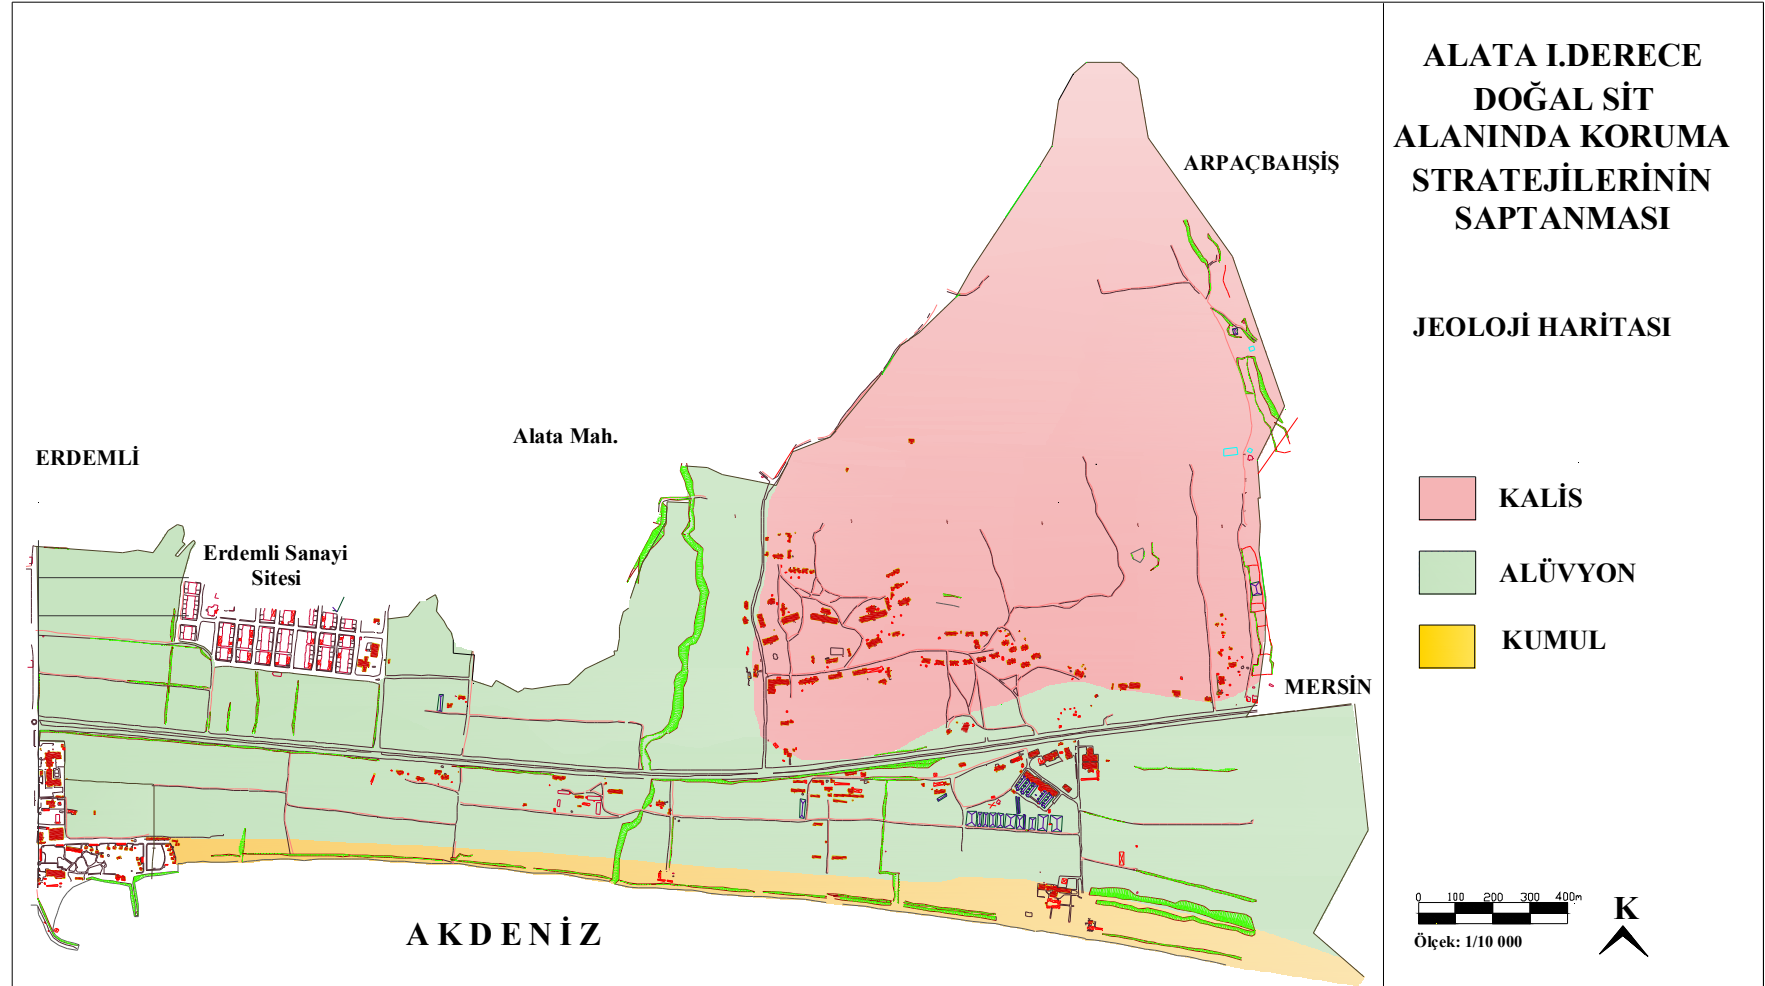 ALATA I.DERECE
DOĞAL SİT
ALANINDA KORUMA
STRATEJİLERİNİN
SAPTANMASI
JEOLOJİ HARİTASI
ARPAÇBAHŞİŞ
Alata Mah.
ERDEMLİ
Erdemli Sanayi
Sitesi
MERSİN
AKDENİZ
KALİS
ALÜVYON
KUMUL
0 100 200 300 400m
Ölçek: 1/10 000
K